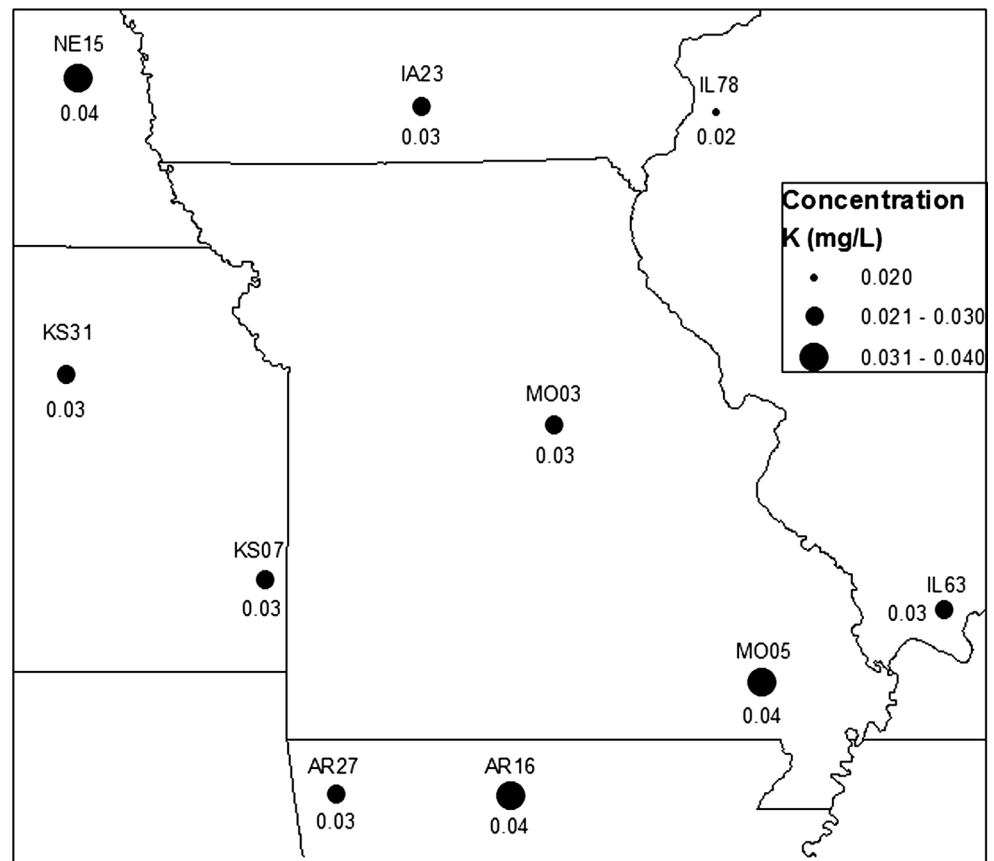 NE15
0.04
IA23
0.03
IL78
0.02
Concentration
K (mg/L)
0.020
0.021 - 0.030
0.031 - 0.040
KS31
0.03
MO03
0.03
KS07
0.03
IL63
0.03
MO05
0.04
AR27
0.03
AR16
0.04